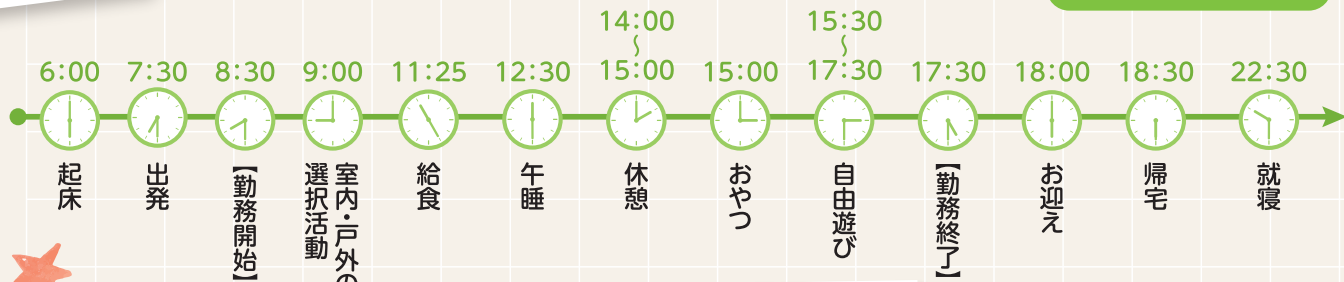 6:00
起床
7:30
出発
8:30
【勤務開始】
9:00
室内・戸外の
選択活動
11:25
給食
12:30
午睡
14:00
〜
15:00
休憩
15:00
おやつ
15:30
〜
17:30
自由遊び
17:30
【勤務終了】
18:00
お迎え
18:30
帰宅
22:30
就寝